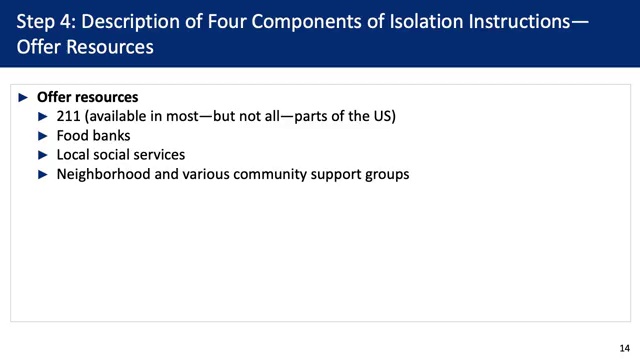 Step 4: Description of Four Components of Isolation Instructions—
Offer Resources
► Offer resources
► 211 (available in most—but not all—parts of the US)
► Food banks
► Local social services
► Neighborhood and various community support groups
14